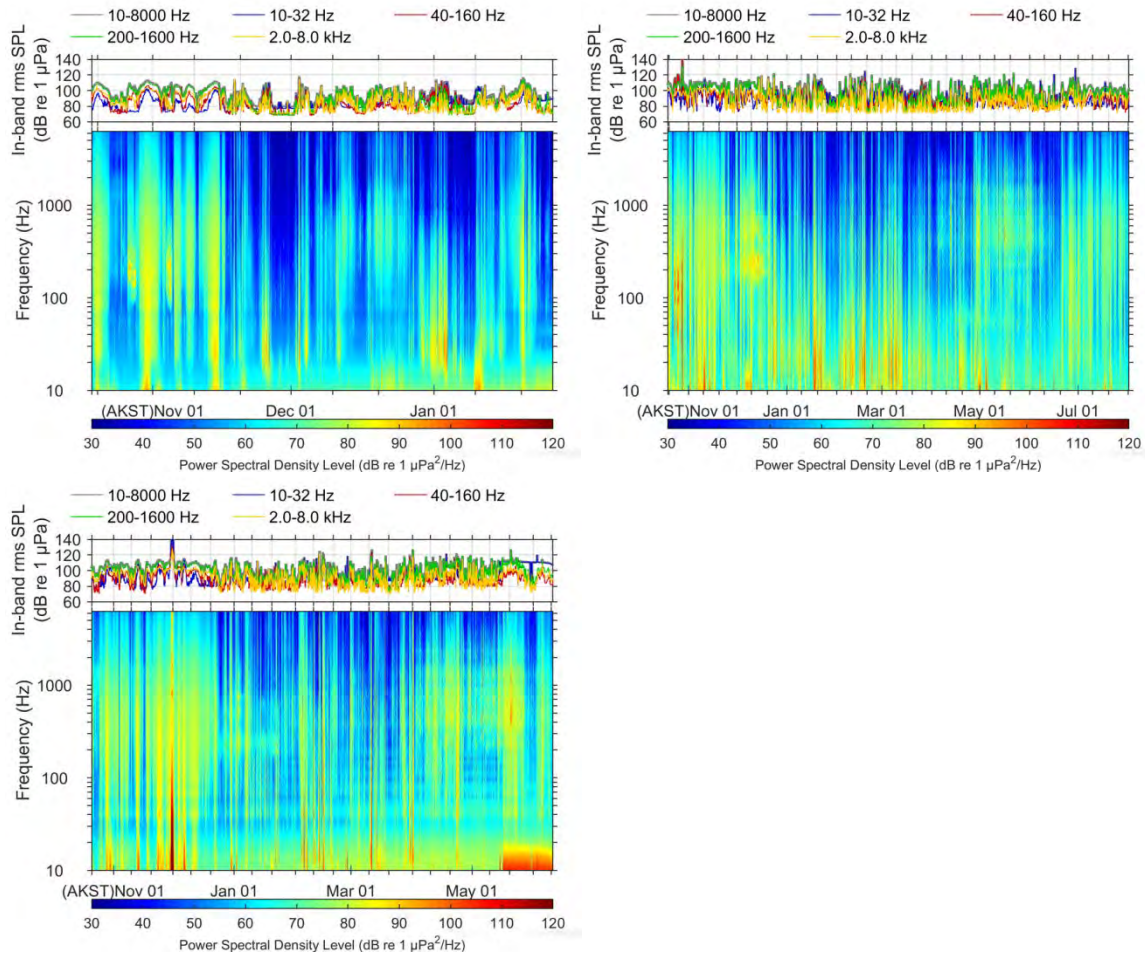 10-8000 Hz 10-32 Hz 40-160 Hz
200-1600 Hz 2.0-8.0 kHz
In-band rms SPL
(dB re 1 µPa)
140
120
100
80
60
Frequency (Hz)
1000
100
10
(AKST)Nov 01 Dec 01 Jan 01
30 40 50 60 70 80 90 100 110 120
Power Spectral Density Level (dB re 1 µPa²/Hz)
10-8000 Hz 10-32 Hz 40-160 Hz
200-1600 Hz 2.0-8.0 kHz
In-band rms SPL
(dB re 1 µPa)
140
120
100
80
60
Frequency (Hz)
1000
100
10
(AKST)Nov 01 Jan 01 Mar 01 May 01 Jul 01
30 40 50 60 70 80 90 100 110 120
Power Spectral Density Level (dB re 1 µPa²/Hz)
10-8000 Hz 10-32 Hz 40-160 Hz
200-1600 Hz 2.0-8.0 kHz
In-band rms SPL
(dB re 1 µPa)
140
120
100
80
60
Frequency (Hz)
1000
100
10
(AKST)Nov 01 Jan 01 Mar 01 May 01
30 40 50 60 70 80 90 100 110 120
Power Spectral Density Level (dB re 1 µPa²/Hz)